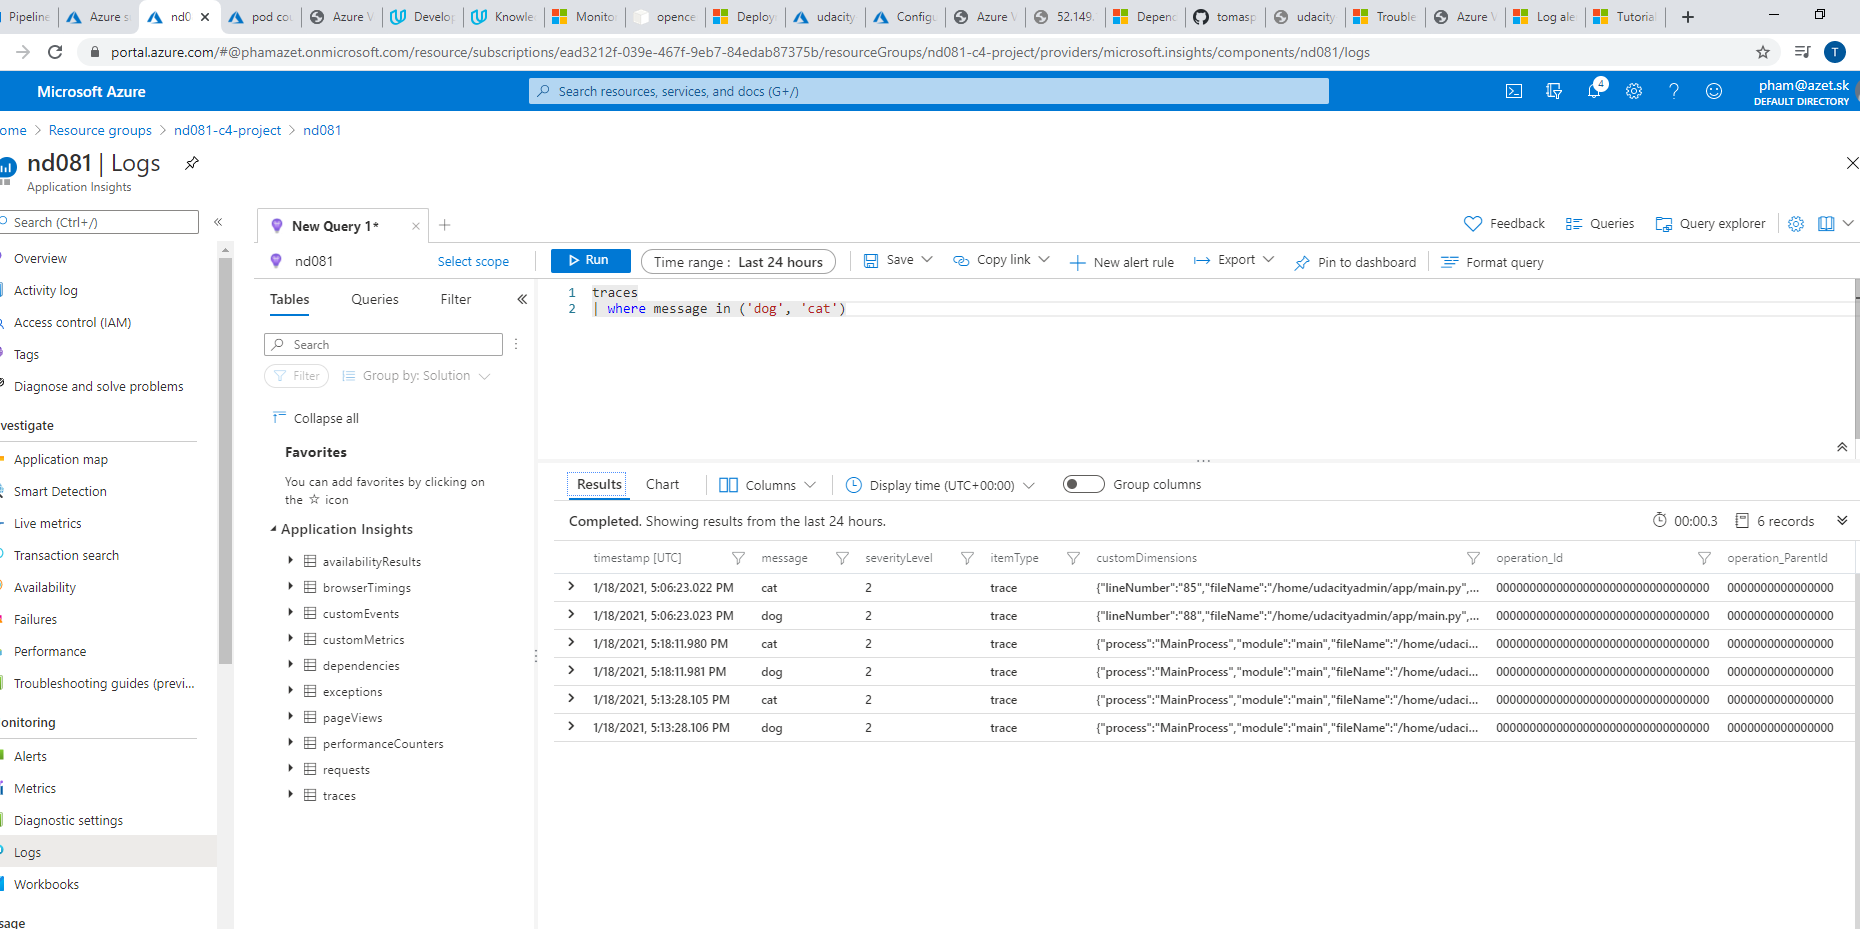 Pipeline
Azure s
nd0
pod cou
Azure V
Develop
Knowle
Monito
opence
Deploy
udacity
Configu
Azure V
52.149.
Depend
tomasp
udacity
Trouble
Azure V
Log ale
Tutorial
portal.azure.com/#@phamazet.onmicrosoft.com/resource/subscriptions/ead3212f-039e-467f-9eb7-84edab87375b/resourceGroups/nd081-c4-project/providers/microsoft.insights/components/nd081/logs
T
Microsoft Azure
Search resources, services, and docs (G+/)
4
pham@azet.sk
DEFAULT DIRECTORY
ome > Resource groups > nd081-c4-project > nd081
nd081 | Logs
Application Insights
Search (Ctrl+/)
«
Overview
Activity log
Access control (IAM)
Tags
Diagnose and solve problems
vestigate
Application map
Smart Detection
Live metrics
Transaction search
Availability
Failures
Performance
Troubleshooting guides (previ...
onitoring
Alerts
Metrics
Diagnostic settings
Logs
Workbooks
sage
New Query 1*
Feedback
Queries
Query explorer
nd081
Select scope
Run
Time range : Last 24 hours
Save
Copy link
New alert rule
Export
Pin to dashboard
Format query
Tables
Queries
Filter
«
Search
Filter
Group by: Solution
Collapse all
Favorites
You can add favorites by clicking on
the ☆ icon
Application Insights
availabilityResults
browserTimings
customEvents
customMetrics
dependencies
exceptions
pageViews
performanceCounters
requests
traces
1 traces
2 | where message in ('dog', 'cat')
Results
Chart
Columns
Display time (UTC+00:00)
Group columns
Completed. Showing results from the last 24 hours.
00:00.3
6 records
timestamp [UTC] message severityLevel itemType customDimensions operation_Id operation_ParentId
1/18/2021, 5:06:23.022 PM cat 2 trace {"lineNumber":"85","fileName":"/home/udacityadmin/app/main.py",... 00000000000000000000000000000000 0000000000000000
1/18/2021, 5:06:23.023 PM dog 2 trace {"lineNumber":"88","fileName":"/home/udacityadmin/app/main.py",... 00000000000000000000000000000000 0000000000000000
1/18/2021, 5:18:11.980 PM cat 2 trace {"process":"MainProcess","module":"main","fileName":"/home/udaci... 00000000000000000000000000000000 0000000000000000
1/18/2021, 5:18:11.981 PM dog 2 trace {"process":"MainProcess","module":"main","fileName":"/home/udaci... 00000000000000000000000000000000 0000000000000000
1/18/2021, 5:13:28.105 PM cat 2 trace {"process":"MainProcess","module":"main","fileName":"/home/udaci... 00000000000000000000000000000000 0000000000000000
1/18/2021, 5:13:28.106 PM dog 2 trace {"process":"MainProcess","module":"main","fileName":"/home/udaci... 00000000000000000000000000000000 0000000000000000